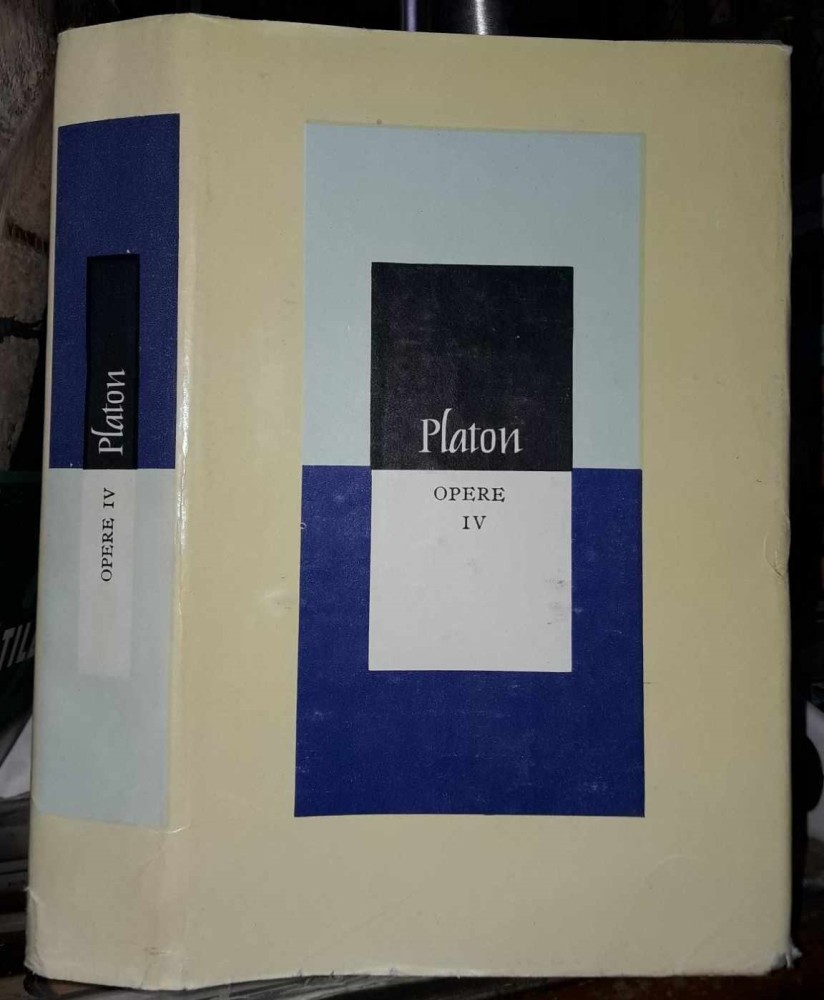 Platon
OPERE IV
Platon
OPERE
IV